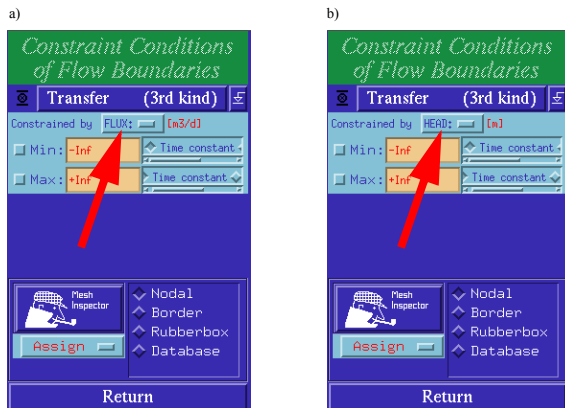 a)
Constraint Conditions
of Flow Boundaries
Transfer (3rd kind)
Constrained by FLUX: [m3/d]
Min: -Inf Time constant
Max: +Inf Time constant
Mesh
Inspector
Assign
Nodal
Border
Rubberbox
Database
Return
b)
Constraint Conditions
of Flow Boundaries
Transfer (3rd kind)
Constrained by HEAD: [m]
Min: -Inf Time constant
Max: +Inf Time constant
Mesh
Inspector
Assign
Nodal
Border
Rubberbox
Database
Return